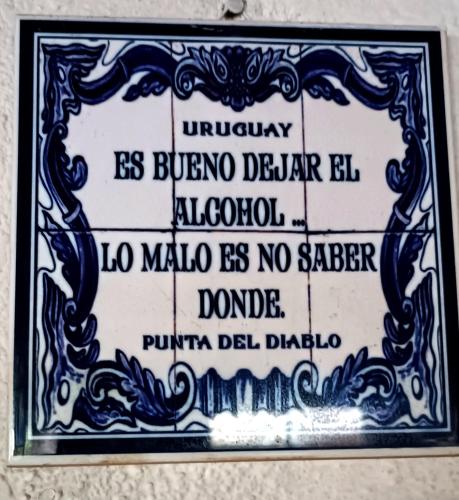 URUGUAY
ES BUENO DEJAR EL
ALCOHOL ...
LO MALO ES NO SABER
DONDE.
PUNTA DEL DIABLO